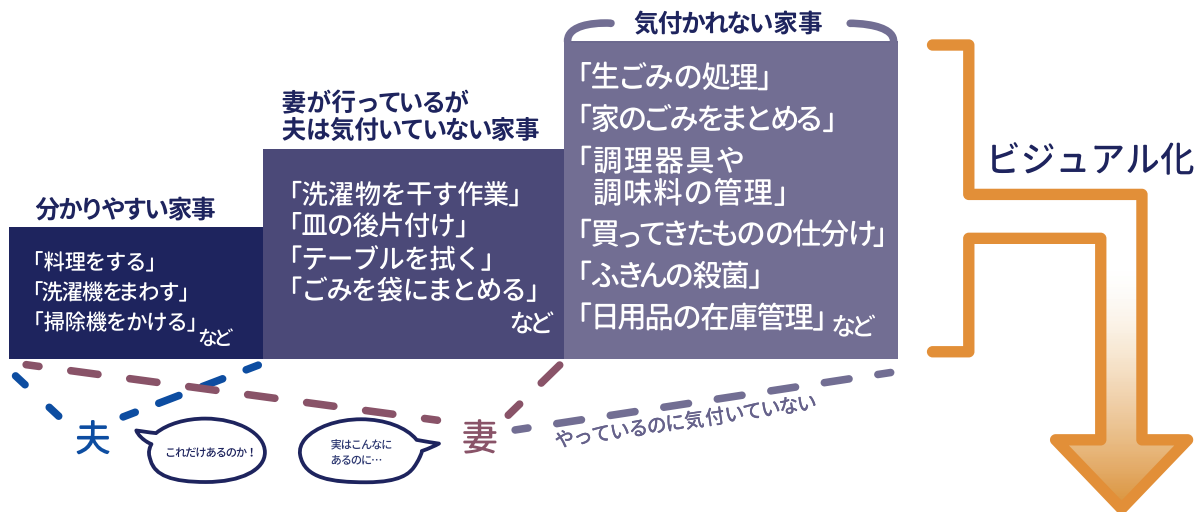 分かりやすい家事
「料理をする」
「洗濯機をまわす」
「掃除機をかける」
など
妻が行っているが
夫は気付いていない家事
「洗濯物を干す作業」
「皿の後片付け」
「テーブルを拭く」
「ごみを袋にまとめる」
など
気付かれない家事
「生ごみの処理」
「家のごみをまとめる」
「調理器具や
調味料の管理」
「買ってきたものの仕分け」
「ふきんの殺菌」
「日用品の在庫管理」
など
ビジュアル化
夫
これだけあるのか！
実はこんなに
あるのに…
妻
やっているのに気付いていない